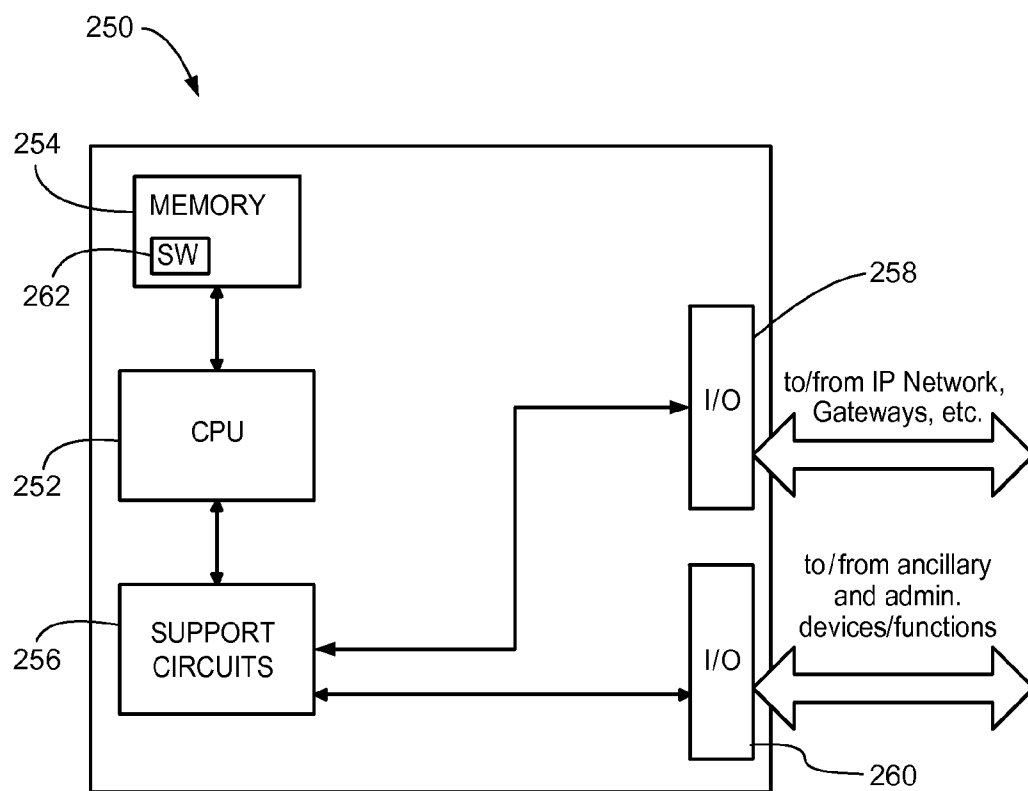 250
254
MEMORY
SW
262
258
to/from IP Network,
Gateways, etc.
I/O
CPU
252
to/from ancillary
and admin.
devices/functions
SUPPORT
CIRCUITS
256
I/O
260